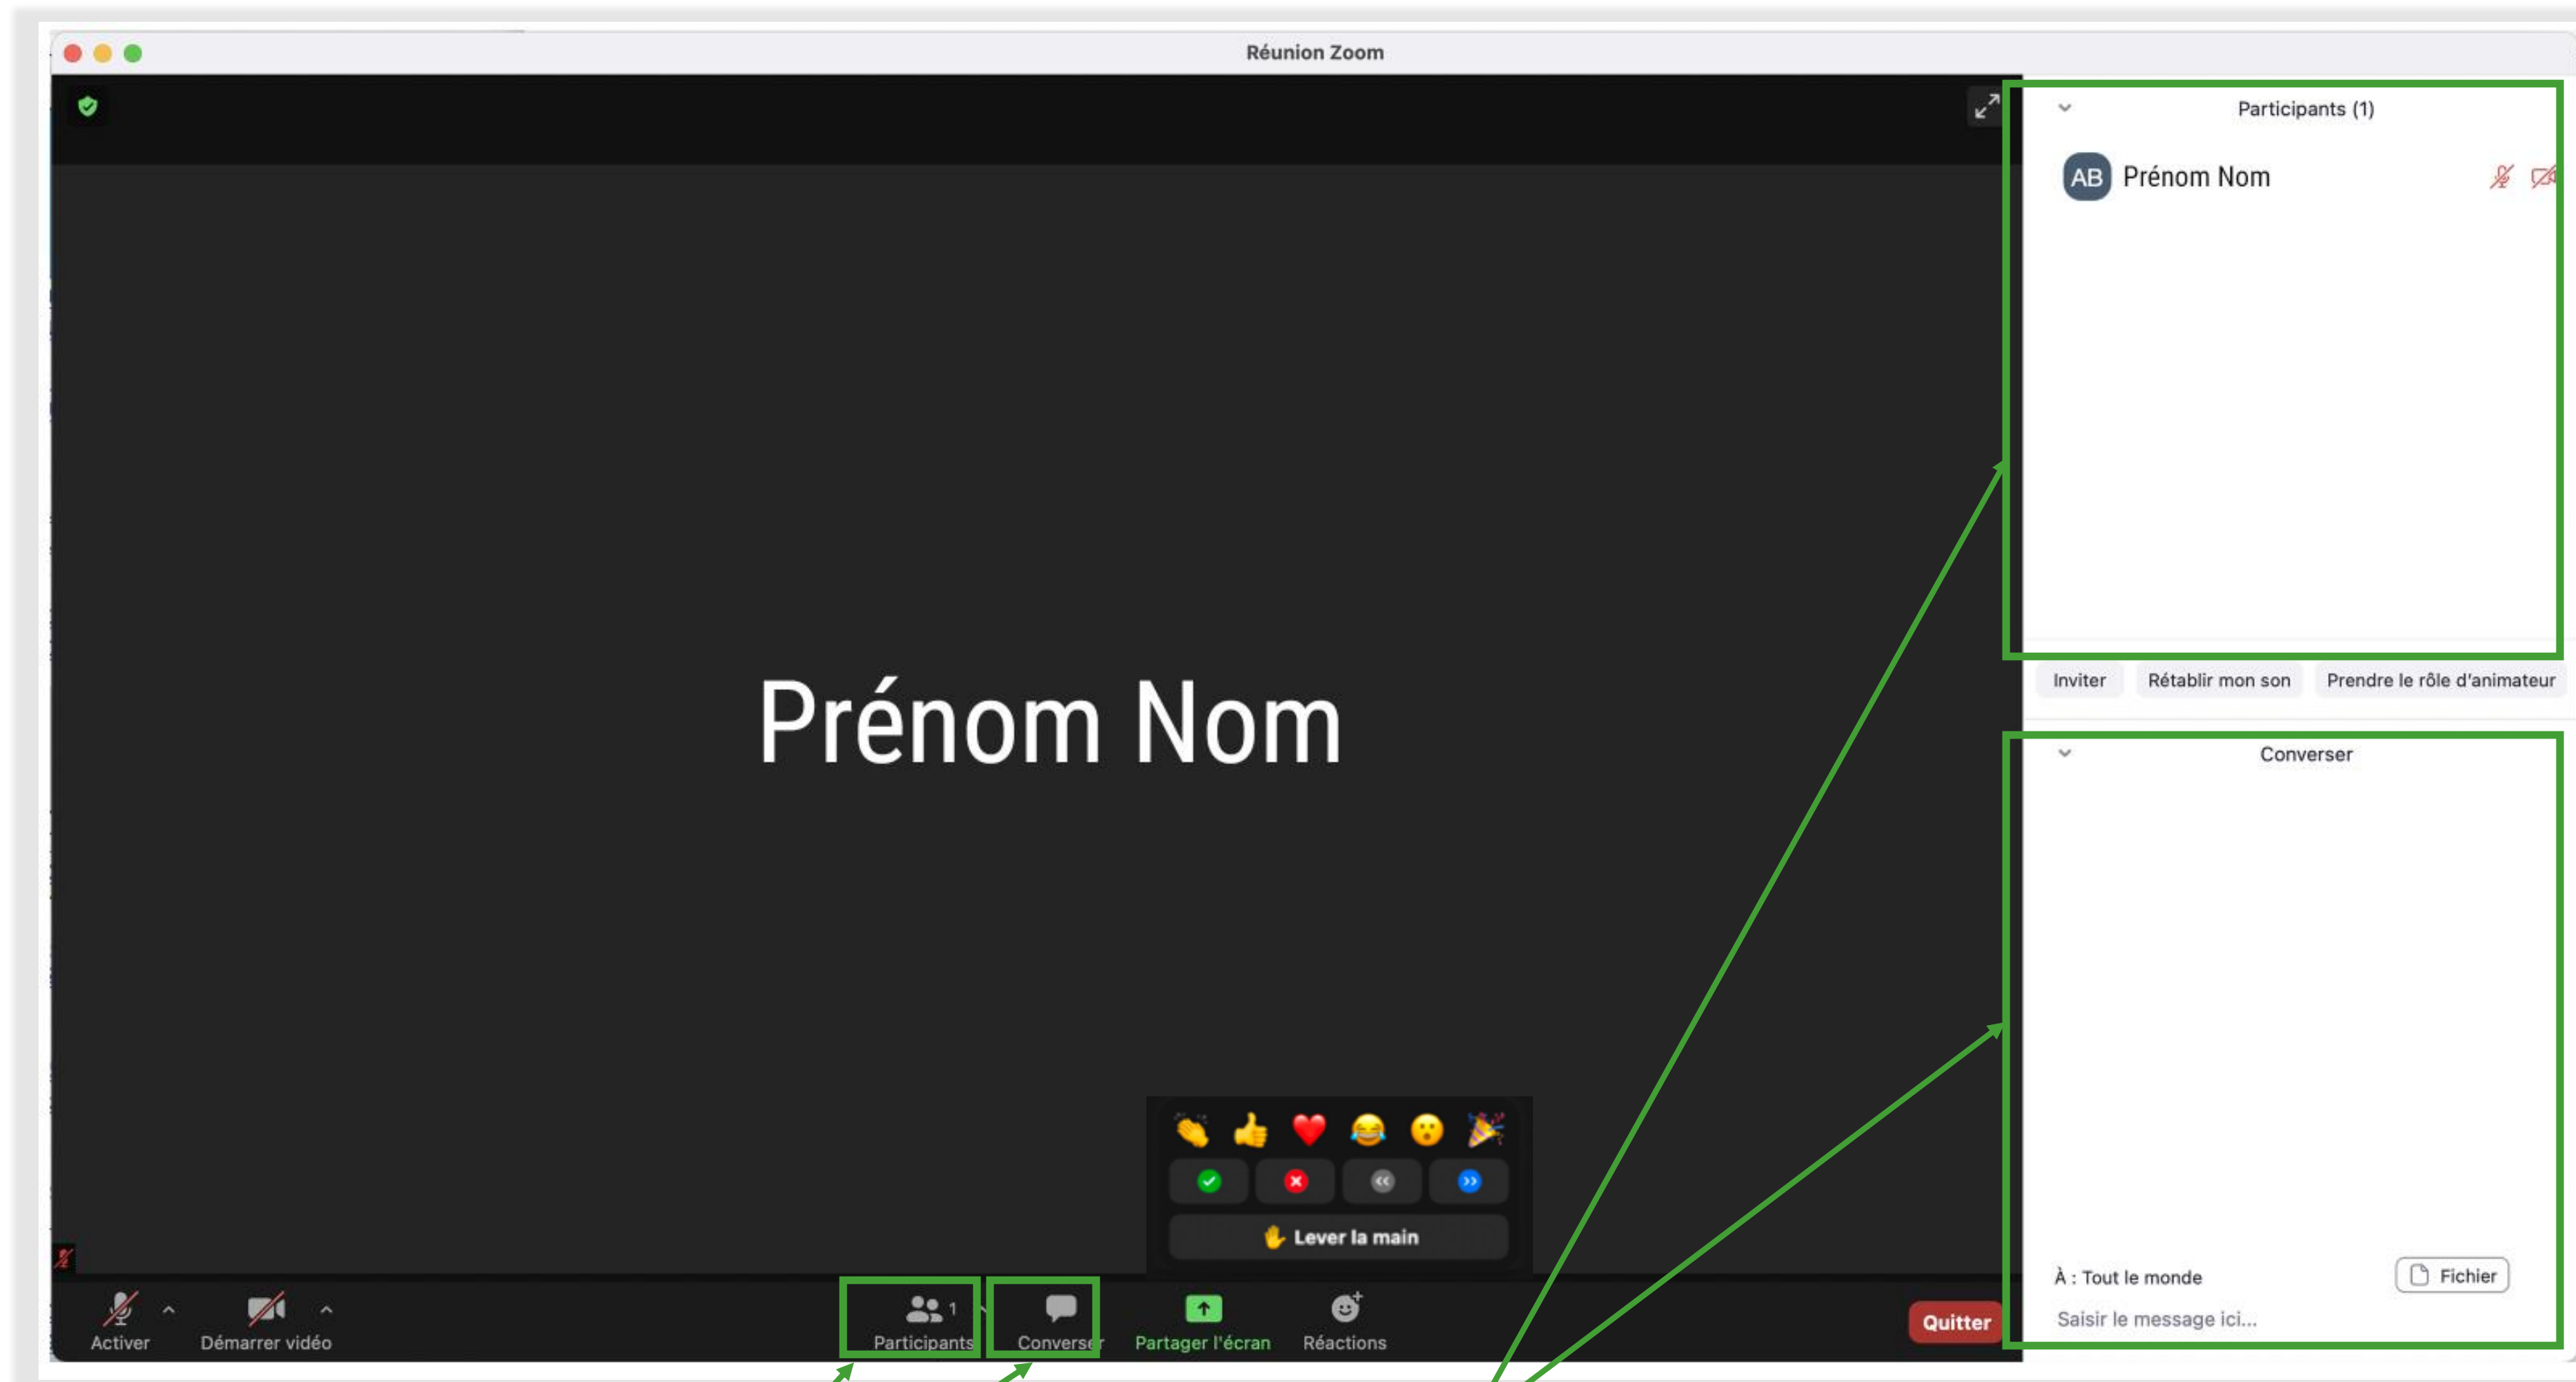 Réunion Zoom
Participants (1)
AB Prénom Nom
Prénom Nom
Inviter Rétablir mon son Prendre le rôle d'animateur
Converser
Lever la main
À : Tout le monde Fichier
Saisir le message ici...
1
Activer Démarrer vidéo Participants Converser Partager l'écran Réactions Quitter